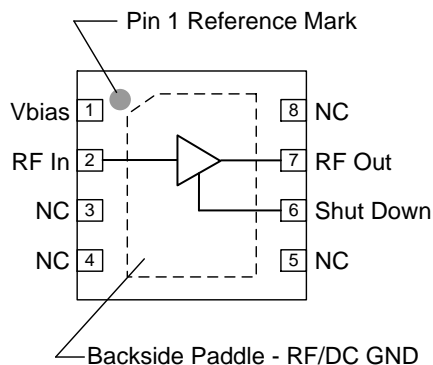 Pin 1 Reference Mark
Vbias 1
8 NC
RF In 2
7 RF Out
NC 3
6 Shut Down
NC 4
5 NC
Backside Paddle - RF/DC GND